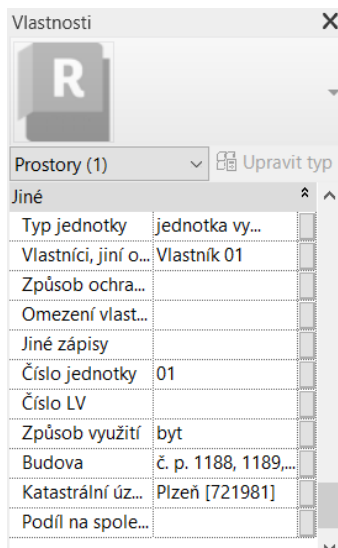 Vlastnosti
R
Prostory (1)
Upravit typ
Jiné
Typ jednotky jednotka vy...
Vlastníci, jiní o... Vlastník 01
Způsob ochra...
Omezení vlast...
Jiné zápisy
Číslo jednotky 01
Číslo LV
Způsob využití byt
Budova č. p. 1188, 1189,...
Katastrální úz... Plzeň [721981]
Podíl na spole...